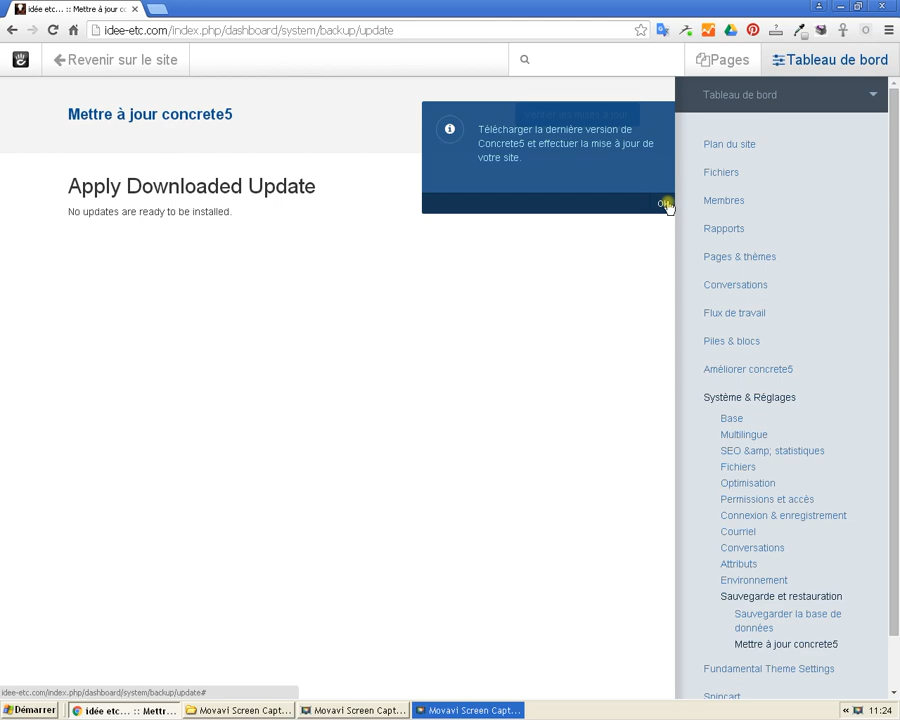 idée etc... :: Mettre à jour c
idee-etc.com/index.php/dashboard/system/backup/update
Revenir sur le site
Pages
Tableau de bord
Mettre à jour concrete5
Tableau de bord
Télécharger la dernière version de
Concrete5 et effectuer la mise à jour de
votre site.
Apply Downloaded Update
No updates are ready to be installed.
Plan du site
Fichiers
Membres
Rapports
Pages & thèmes
Conversations
Flux de travail
Piles & blocs
Améliorer concrete5
Système & Réglages
Base
Multilingue
SEO &amp; statistiques
Fichiers
Optimisation
Permissions et accès
Connexion & enregistrement
Courriel
Conversations
Attributs
Environnement
Sauvegarde et restauration
Sauvegarder la base de
données
Mettre à jour concrete5
Fundamental Theme Settings
idee-etc.com/index.php/dashboard/system/backup/update#
Démarrer
idée etc... :: Mettr...
Movavi Screen Capt...
Movavi Screen Capt...
Movavi Screen Capt...
11:24